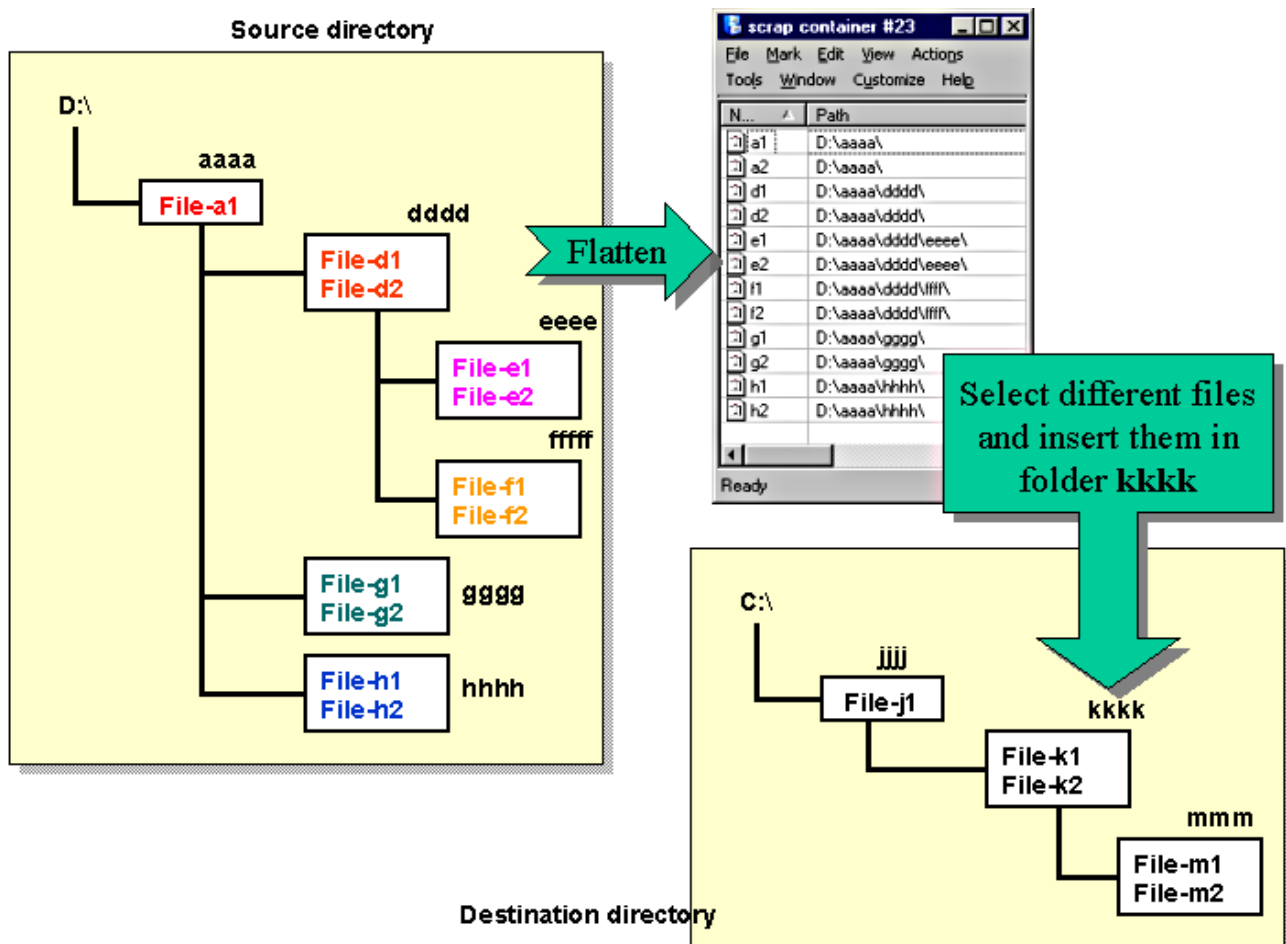 Source directory
D:\
aaaa
File-a1
dddd
File-d1
File-d2
eeee
File-e1
File-e2
fffff
File-f1
File-f2
File-g1
File-g2
gggg
File-h1
File-h2
hhhh
Flatten
scrap container #23
File Mark Edit View Actions
Tools Window Customize Help
N... Path
a1 D:\aaaa\
a2 D:\aaaa\
d1 D:\aaaa\dddd\
d2 D:\aaaa\dddd\
e1 D:\aaaa\dddd\eeee\
e2 D:\aaaa\dddd\eeee\
f1 D:\aaaa\dddd\ffff\
f2 D:\aaaa\dddd\ffff\
g1 D:\aaaa\gggg\
g2 D:\aaaa\gggg\
h1 D:\aaaa\hhhh\
h2 D:\aaaa\hhhh\
Ready
Select different files
and insert them in
folder kkkk
C:\
jjjj
File-j1
kkkk
File-k1
File-k2
mmm
File-m1
File-m2
Destination directory